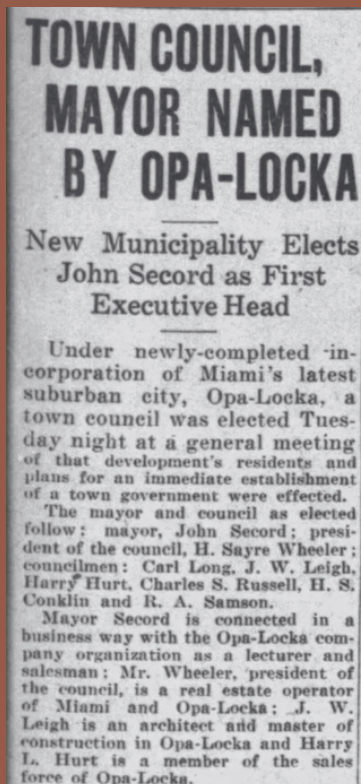 TOWN COUNCIL,
MAYOR NAMED
BY OPA-LOCKA
New Municipality Elects
John Secord as First
Executive Head
Under newly-completed in-
corporation of Miami's latest
suburban city, Opa-Locka, a
town council was elected Tues-
day night at a general meeting
of that development's residents and
plans for an immediate establishment
of a town government were effected.
The mayor and council as elected
follow: mayor, John Secord; presi-
dent of the council, H. Sayre Wheeler;
councilmen: Carl Long, J. W. Leigh,
Harry Hurt, Charles S. Russell, H. S.
Conklin and R. A. Samson.
Mayor Secord is connected in a
business way with the Opa-Locka com-
pany organization as a lecturer and
salesman; Mr. Wheeler, president of
the council, is a real estate operator
of Miami and Opa-Locka; J. W.
Leigh is an architect and master of
construction in Opa-Locka and Harry
L. Hurt is a member of the sales
force of Opa-Locka.